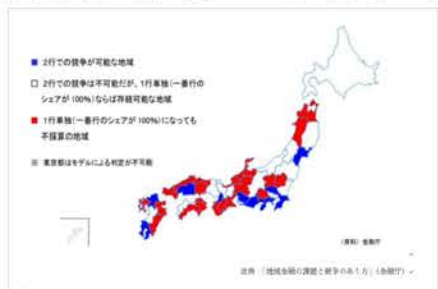 ■ 2行での競争が可能な地域
□ 2行での競争は不可能だが、1行単独(一番行の
シェアが100%)ならば存続可能な地域
■ 1行単独(一番行のシェアが100%)になっても
不採算の地域
※ 東京都はモデルによる判定が不可能
(資料)金融庁
出典:「地域金融の課題と競争のあり方」(金融庁)